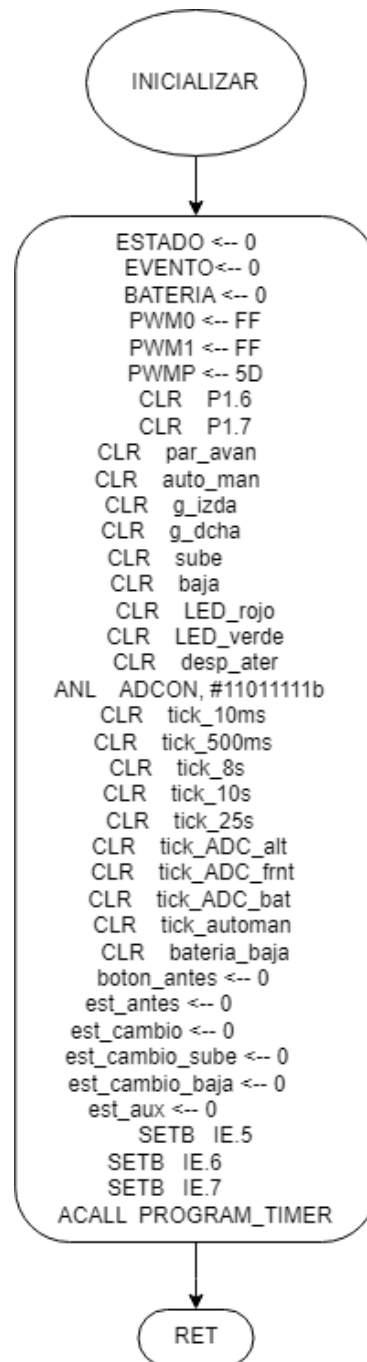 INICIALIZAR
ESTADO <-- 0
EVENTO<-- 0
BATERIA <-- 0
PWM0 <-- FF
PWM1 <-- FF
PWMP <-- 5D
CLR P1.6
CLR P1.7
CLR par_avan
CLR auto_man
CLR g_izda
CLR g_dcha
CLR sube
CLR baja
CLR LED_rojo
CLR LED_verde
CLR desp_ater
ANL ADCON, #11011111b
CLR tick_10ms
CLR tick_500ms
CLR tick_8s
CLR tick_10s
CLR tick_25s
CLR tick_ADC_alt
CLR tick_ADC_frnt
CLR tick_ADC_bat
CLR tick_automan
CLR bateria_baja
boton_antes <-- 0
est_antes <-- 0
est_cambio <-- 0
est_cambio_sube <-- 0
est_cambio_baja <-- 0
est_aux <-- 0
SETB IE.5
SETB IE.6
SETB IE.7
ACALL PROGRAM_TIMER
RET